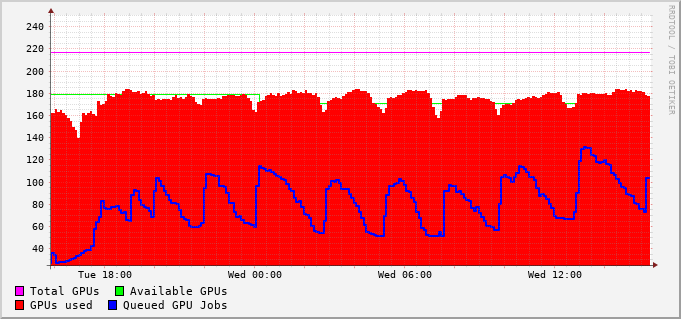 240
220
200
180
160
140
120
100
80
60
40
Tue 18:00 Wed 00:00 Wed 06:00 Wed 12:00
Total GPUs Available GPUs
GPUs used Queued GPU Jobs
RRDTOOL / TOBI OETIKER